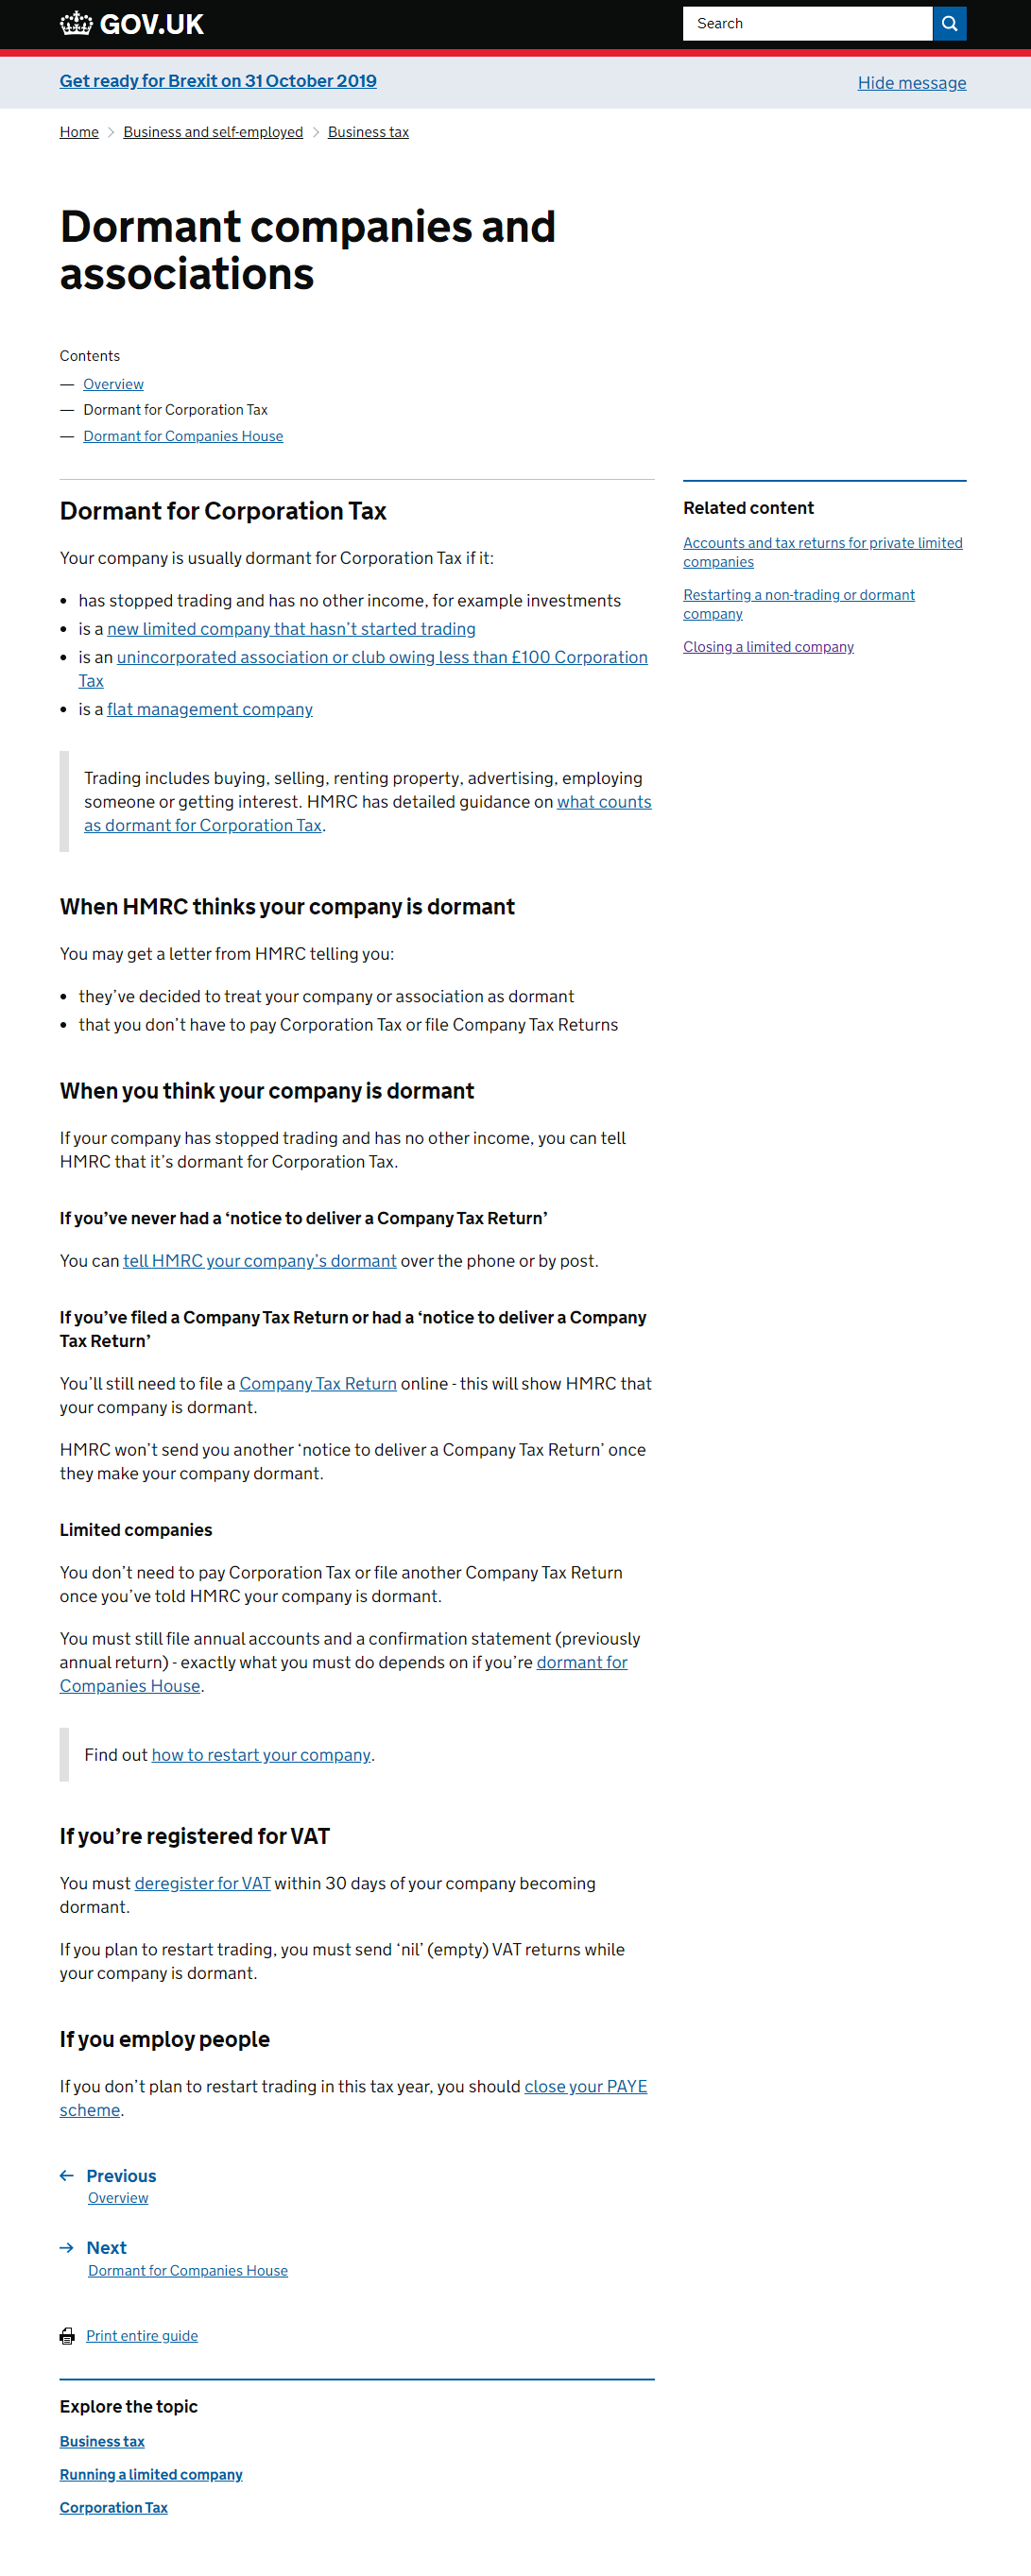 GOV.UK
Search
Get ready for Brexit on 31 October 2019
Hide message
Home
Business and self-employed
Business tax
Dormant companies and
associations
Contents
— Overview
— Dormant for Corporation Tax
— Dormant for Companies House
Dormant for Corporation Tax
Your company is usually dormant for Corporation Tax if it:
• has stopped trading and has no other income, for example investments
• is a new limited company that hasn’t started trading
• is an unincorporated association or club owing less than £100 Corporation
Tax
• is a flat management company
Trading includes buying, selling, renting property, advertising, employing
someone or getting interest. HMRC has detailed guidance on what counts
as dormant for Corporation Tax.
When HMRC thinks your company is dormant
You may get a letter from HMRC telling you:
• they’ve decided to treat your company or association as dormant
• that you don’t have to pay Corporation Tax or file Company Tax Returns
When you think your company is dormant
If your company has stopped trading and has no other income, you can tell
HMRC that it’s dormant for Corporation Tax.
If you’ve never had a ‘notice to deliver a Company Tax Return’
You can tell HMRC your company’s dormant over the phone or by post.
If you’ve filed a Company Tax Return or had a ‘notice to deliver a Company
Tax Return’
You’ll still need to file a Company Tax Return online - this will show HMRC that
your company is dormant.
HMRC won’t send you another ‘notice to deliver a Company Tax Return’ once
they make your company dormant.
Limited companies
You don’t need to pay Corporation Tax or file another Company Tax Return
once you’ve told HMRC your company is dormant.
You must still file annual accounts and a confirmation statement (previously
annual return) - exactly what you must do depends on if you’re dormant for
Companies House.
Find out how to restart your company.
If you’re registered for VAT
You must deregister for VAT within 30 days of your company becoming
dormant.
If you plan to restart trading, you must send ‘nil’ (empty) VAT returns while
your company is dormant.
If you employ people
If you don’t plan to restart trading in this tax year, you should close your PAYE
scheme.
Previous
Overview
Next
Dormant for Companies House
Print entire guide
Related content
Accounts and tax returns for private limited
companies
Restarting a non-trading or dormant
company
Closing a limited company
Explore the topic
Business tax
Running a limited company
Corporation Tax